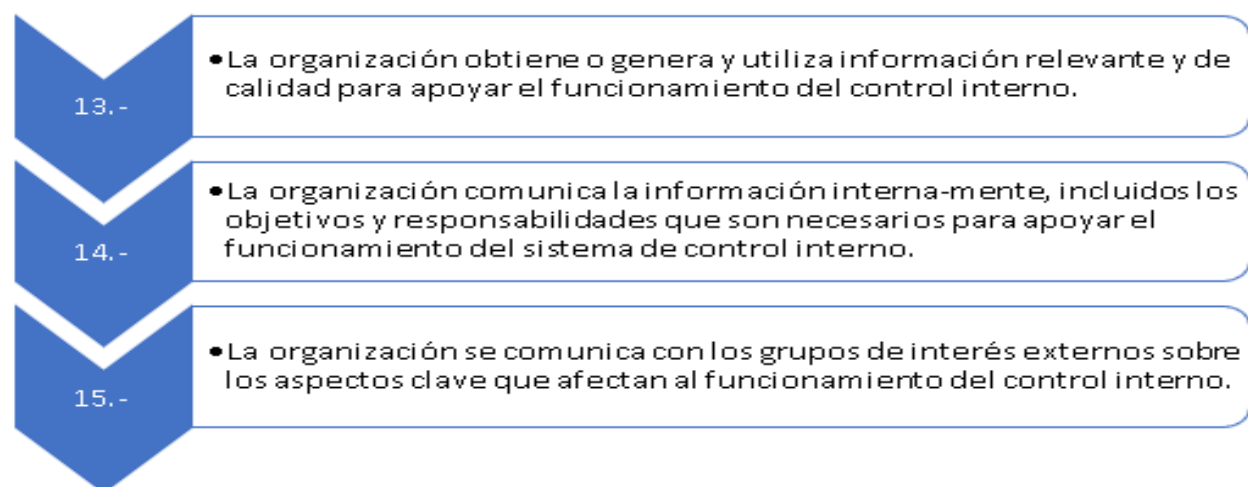 13.-
•La organización obtiene o genera y utiliza información relevante y de
calidad para apoyar el funcionamiento del control interno.
14.-
•La organización comunica la información interna-mente, incluidos los
objetivos y responsabilidades que son necesarios para apoyar el
funcionamiento del sistema de control interno.
15.-
•La organización se comunica con los grupos de interés externos sobre
los aspectos clave que afectan al funcionamiento del control interno.